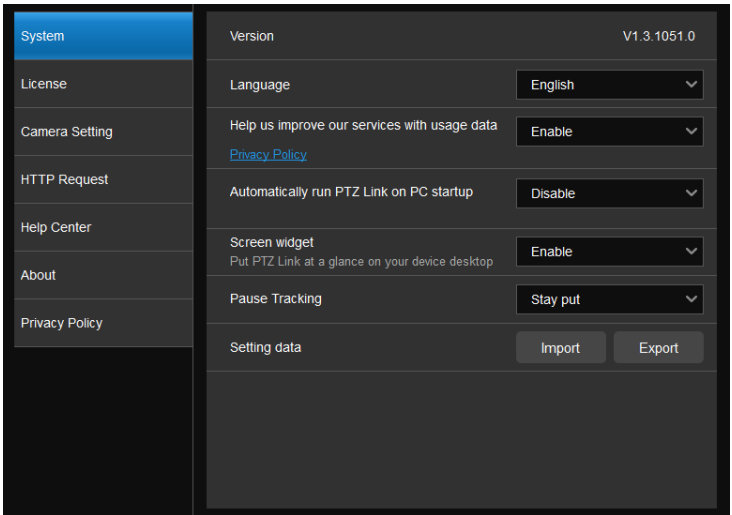 System
License
Camera Setting
HTTP Request
Help Center
About
Privacy Policy
Version V1.3.1051.0
Language English
Help us improve our services with usage data Enable
Privacy Policy
Automatically run PTZ Link on PC startup Disable
Screen widget Enable
Put PTZ Link at a glance on your device desktop
Pause Tracking Stay put
Setting data Import Export